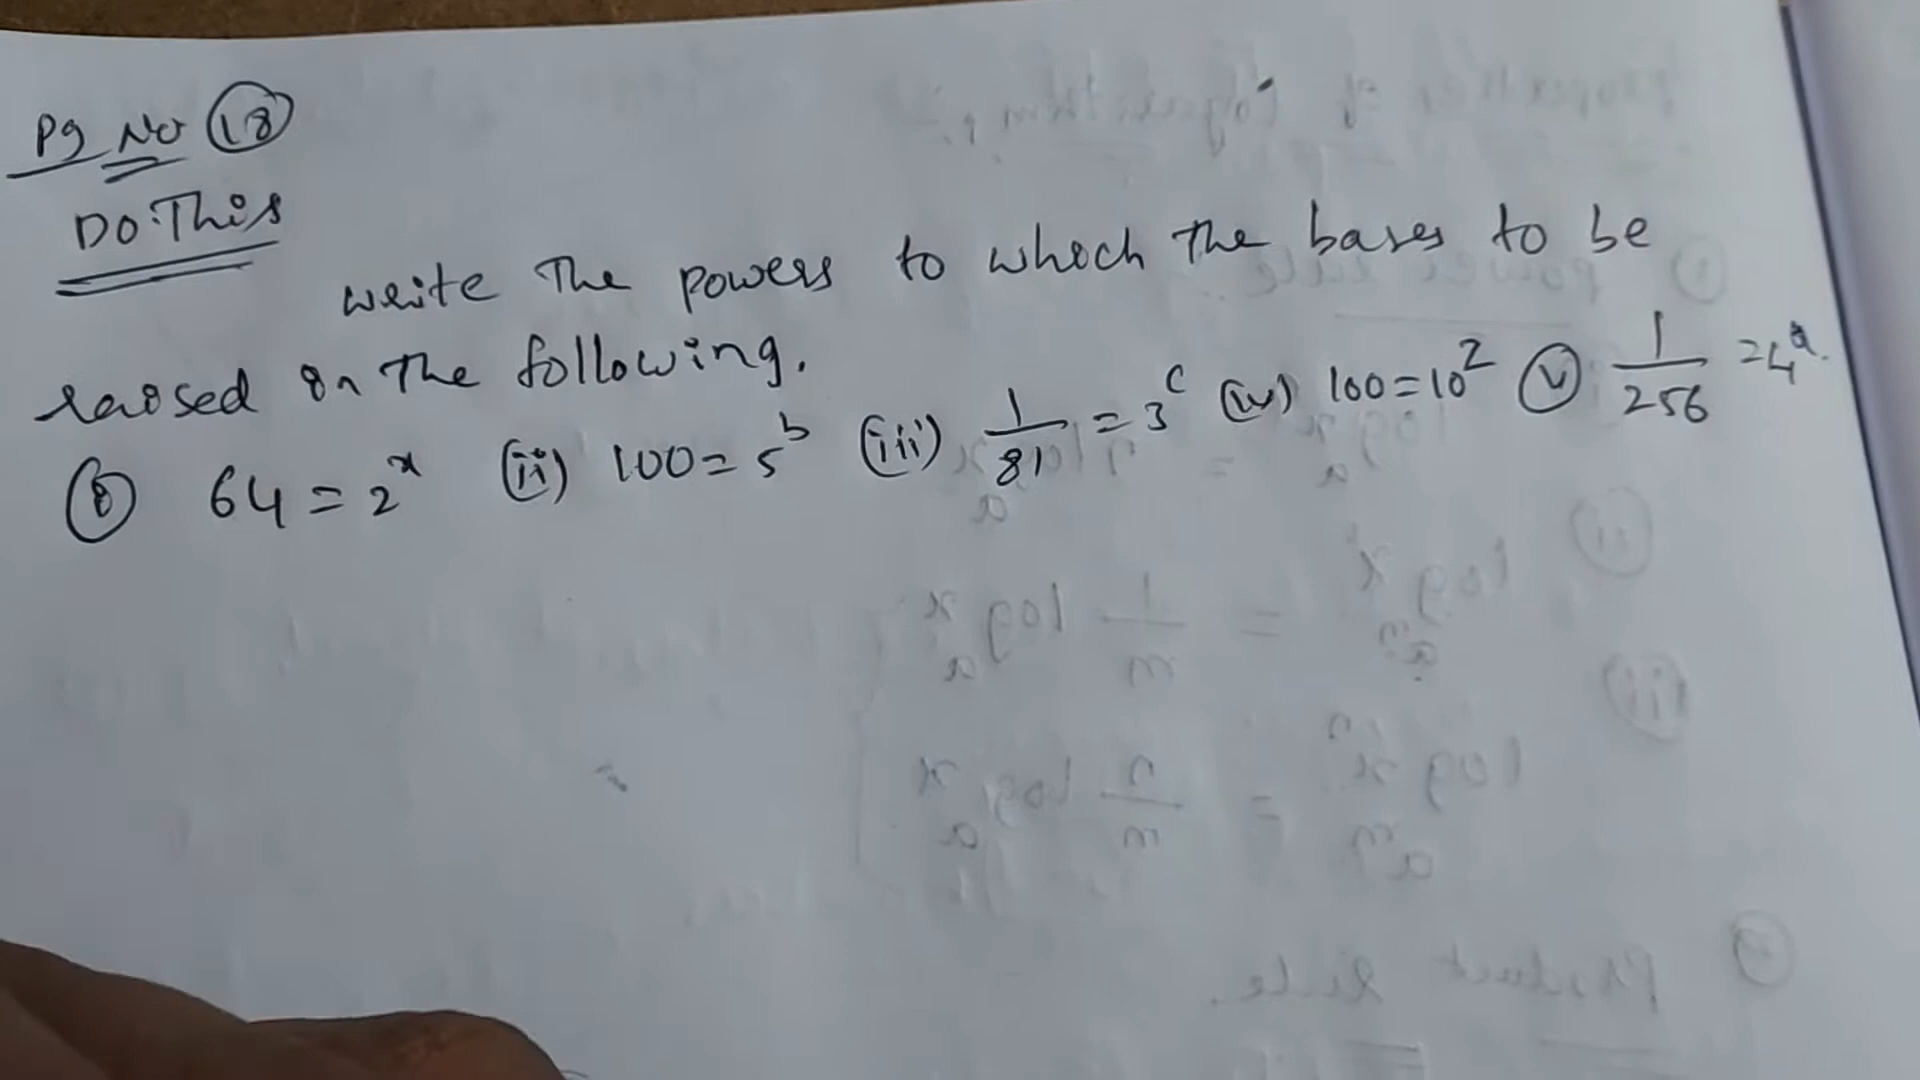 Pg No 18
Do This
write The powers to which the bases to be
raised in The following.
(i) 64 = 2^x (ii) 100 = 5^b (iii) 1/81 = 3^c (iv) 100 = 10^2 (v) 1/256 = 4^a.